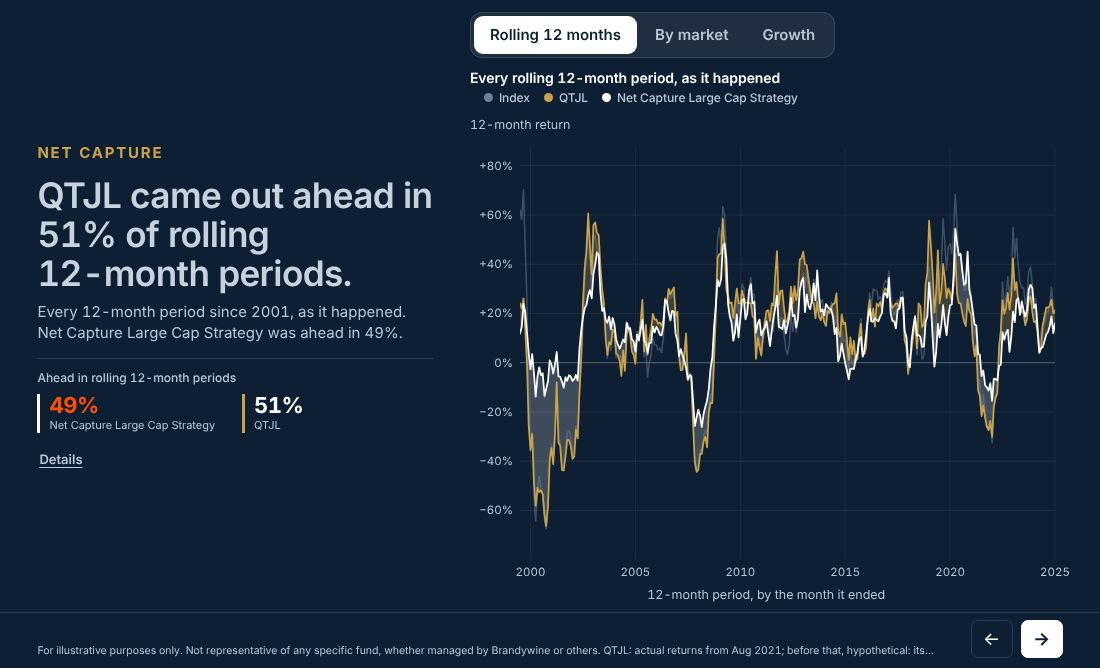 Rolling 12 months
By market
Growth
Every rolling 12-month period, as it happened
Index
QTJL
Net Capture Large Cap Strategy
12-month return
NET CAPTURE
QTJL came out ahead in
51% of rolling
12-month periods.
Every 12-month period since 2001, as it happened.
Net Capture Large Cap Strategy was ahead in 49%.
Ahead in rolling 12-month periods
49%
Net Capture Large Cap Strategy
51%
QTJL
Details
+80%
+60%
+40%
+20%
0%
−20%
−40%
−60%
2000
2005
2010
2015
2020
2025
12-month period, by the month it ended
For illustrative purposes only. Not representative of any specific fund, whether managed by Brandywine or others. QTJL: actual returns from Aug 2021; before that, hypothetical: its…